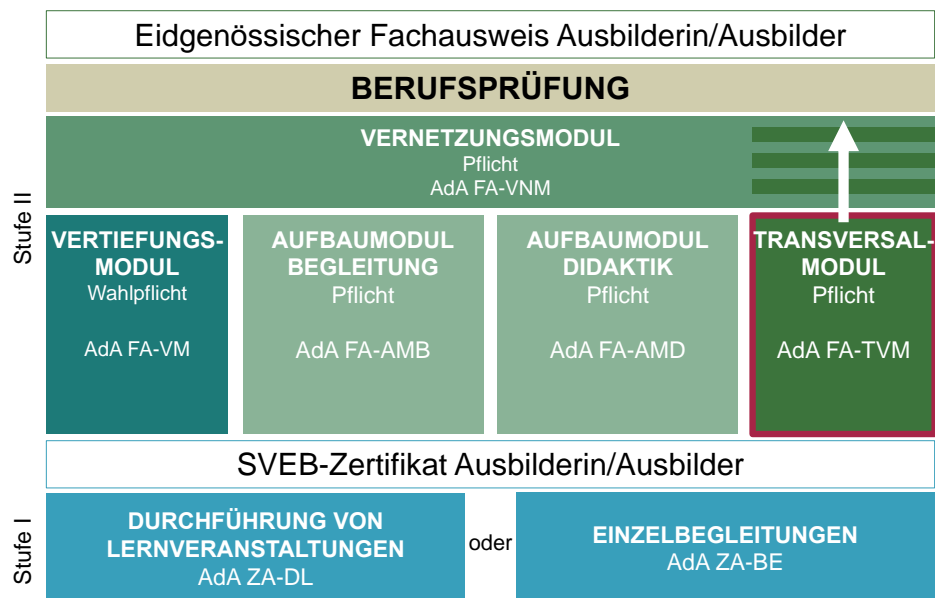 Eidgenössischer Fachausweis Ausbilderin/Ausbilder
BERUFSPRÜFUNG
VERNETZUNGSMODUL
Pflicht
AdA FA-VNM
Stufe II
VERTIEFUNGS-
MODUL
Wahlpflicht
AdA FA-VM
AUFBAUMODUL
BEGLEITUNG
Pflicht
AdA FA-AMB
AUFBAUMODUL
DIDAKTIK
Pflicht
AdA FA-AMD
TRANSVERSAL-
MODUL
Pflicht
AdA FA-TVM
SVEB-Zertifikat Ausbilderin/Ausbilder
Stufe I
DURCHFÜHRUNG VON
LERNVERANSTALTUNGEN
AdA ZA-DL
oder
EINZELBEGLEITUNGEN
AdA ZA-BE